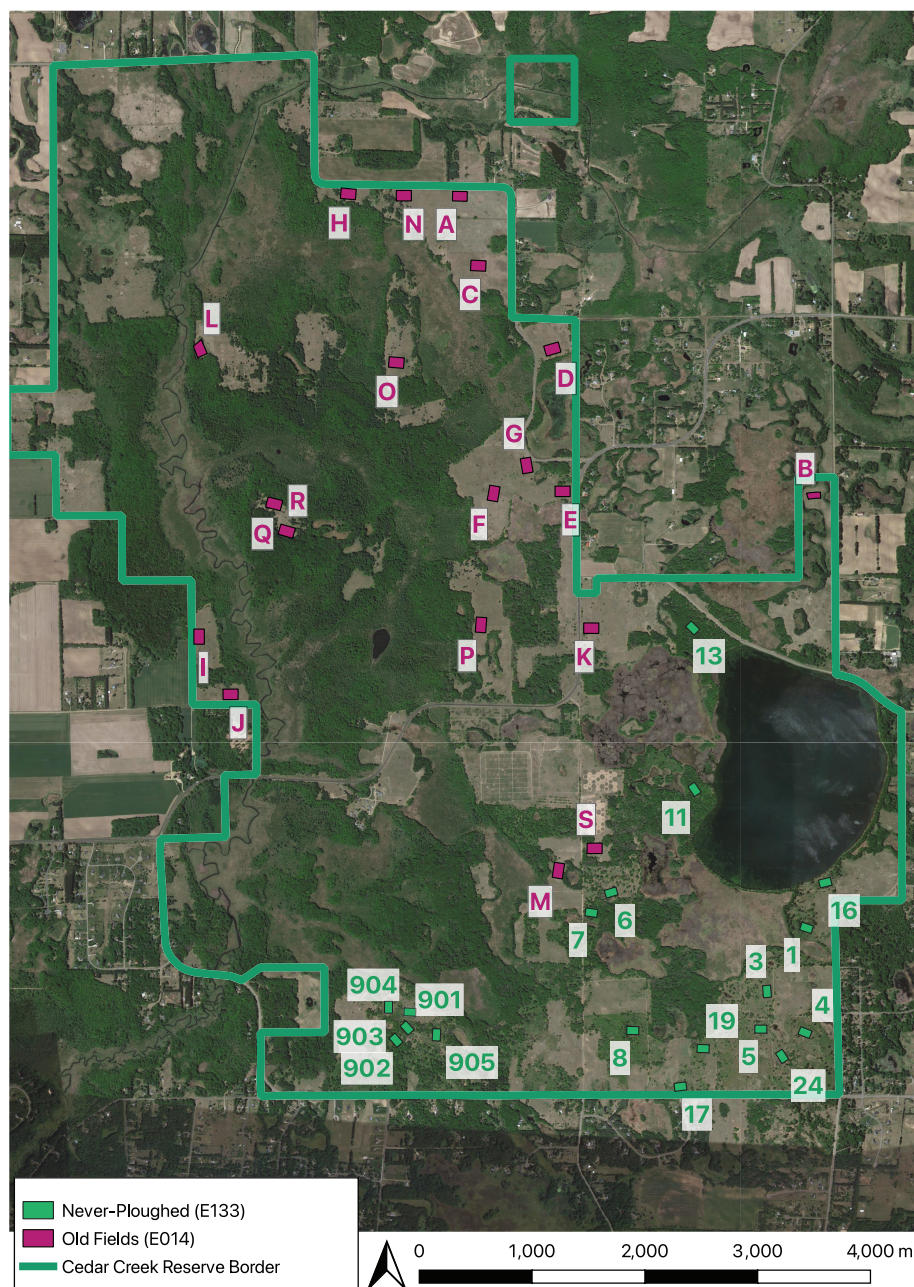 H N A
C
L
O
D
G
B
R
F
E
Q
I
P
K
13
J
11
S
M
16
6
7
1
3
904
901
4
19
903
902
905
8
5
24
17
Never-Ploughed (E133)
Old Fields (E014)
Cedar Creek Reserve Border
0 1,000 2,000 3,000 4,000 m